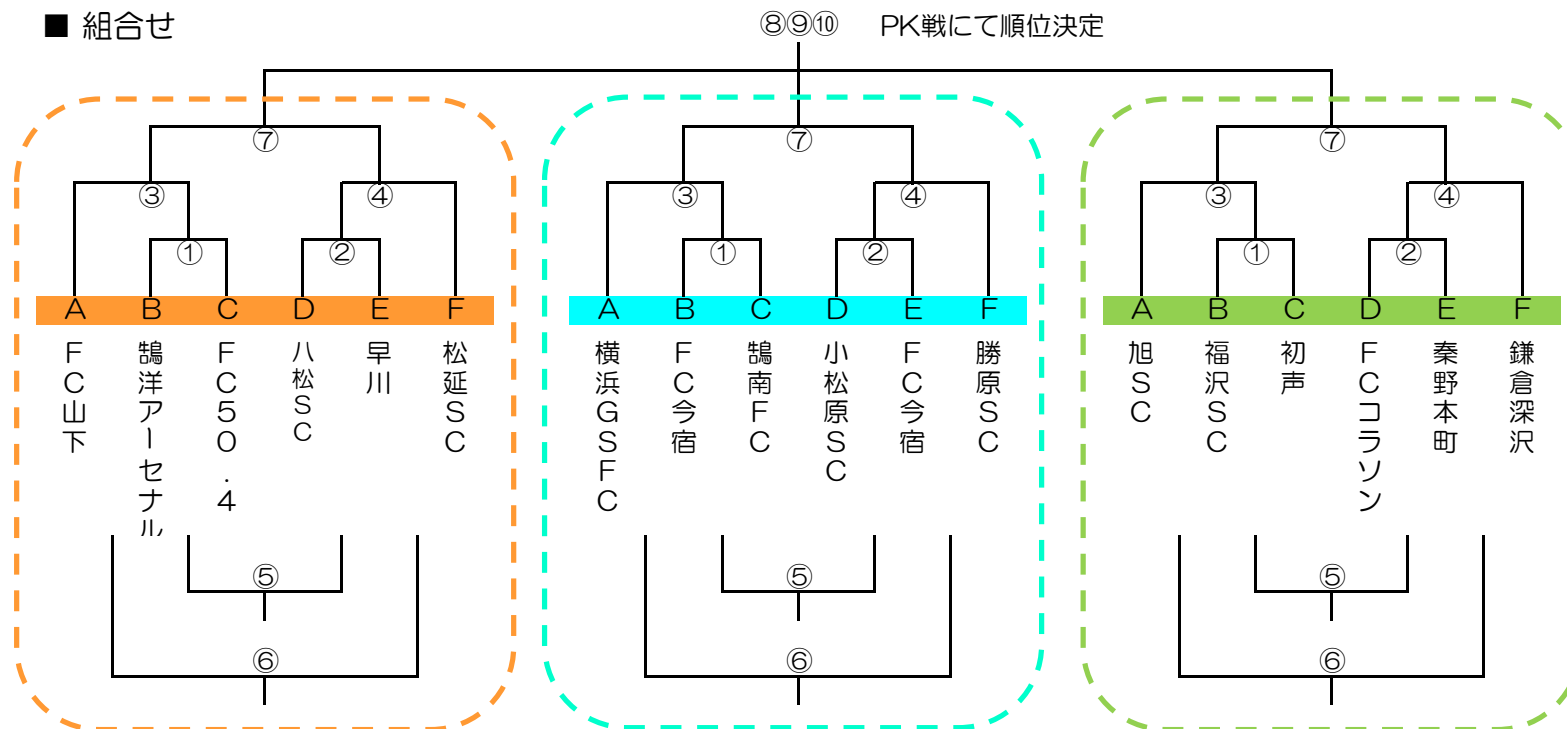 ■ 組合せ
⑧⑨⑩ PK戦にて順位決定
⑦ ⑦ ⑦
③ ④ ③ ④ ③ ④
① ② ① ② ① ②
A B C D E F A B C D E F A B C D E F
FC山下
鵠洋アーセナル
FC50.4
八松SC
早川
松延SC
横浜GSFC
FC今宿
鵠南FC
小松原SC
FC今宿
勝原SC
旭SC
福沢SC
初声
FCコラソン
秦野本町
鎌倉深沢
⑤ ⑤ ⑤
⑥ ⑥ ⑥